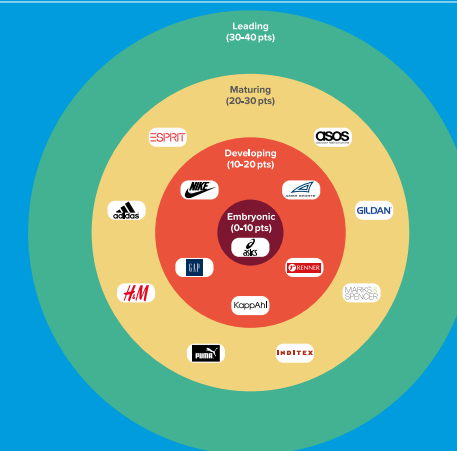 Leading
(30-40 pts)
Maturing
(20-30 pts)
ESPRIT
asos
Developing
(10-20 pts)
NIKE
adidas
Embryonic
(0-10 pts)
GILDAN
asics
GAP
RENNER
H&M
MARKS&
SPENCER
KappAhl
PUMA
INDITEX